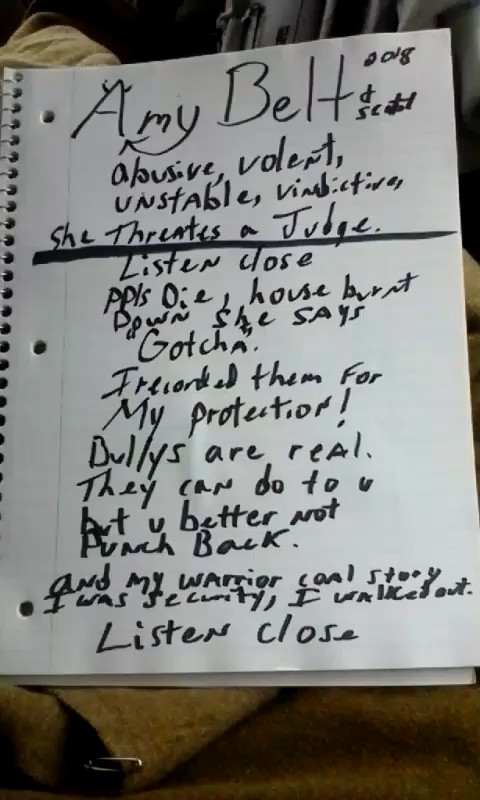 2018
Amy Belt
& Scott
abusive, volent,
UNSTAble, vindictive,
She Threates a Judge.
Listen close
ppls Die, house burnt
Down She SAys
"Gotcha".
I recorded them For
My protection!
Bullys are reAl.
They can do to u
but u better not
Punch Back.
and my warrior coal story
I was security, I walked out.
Listen close